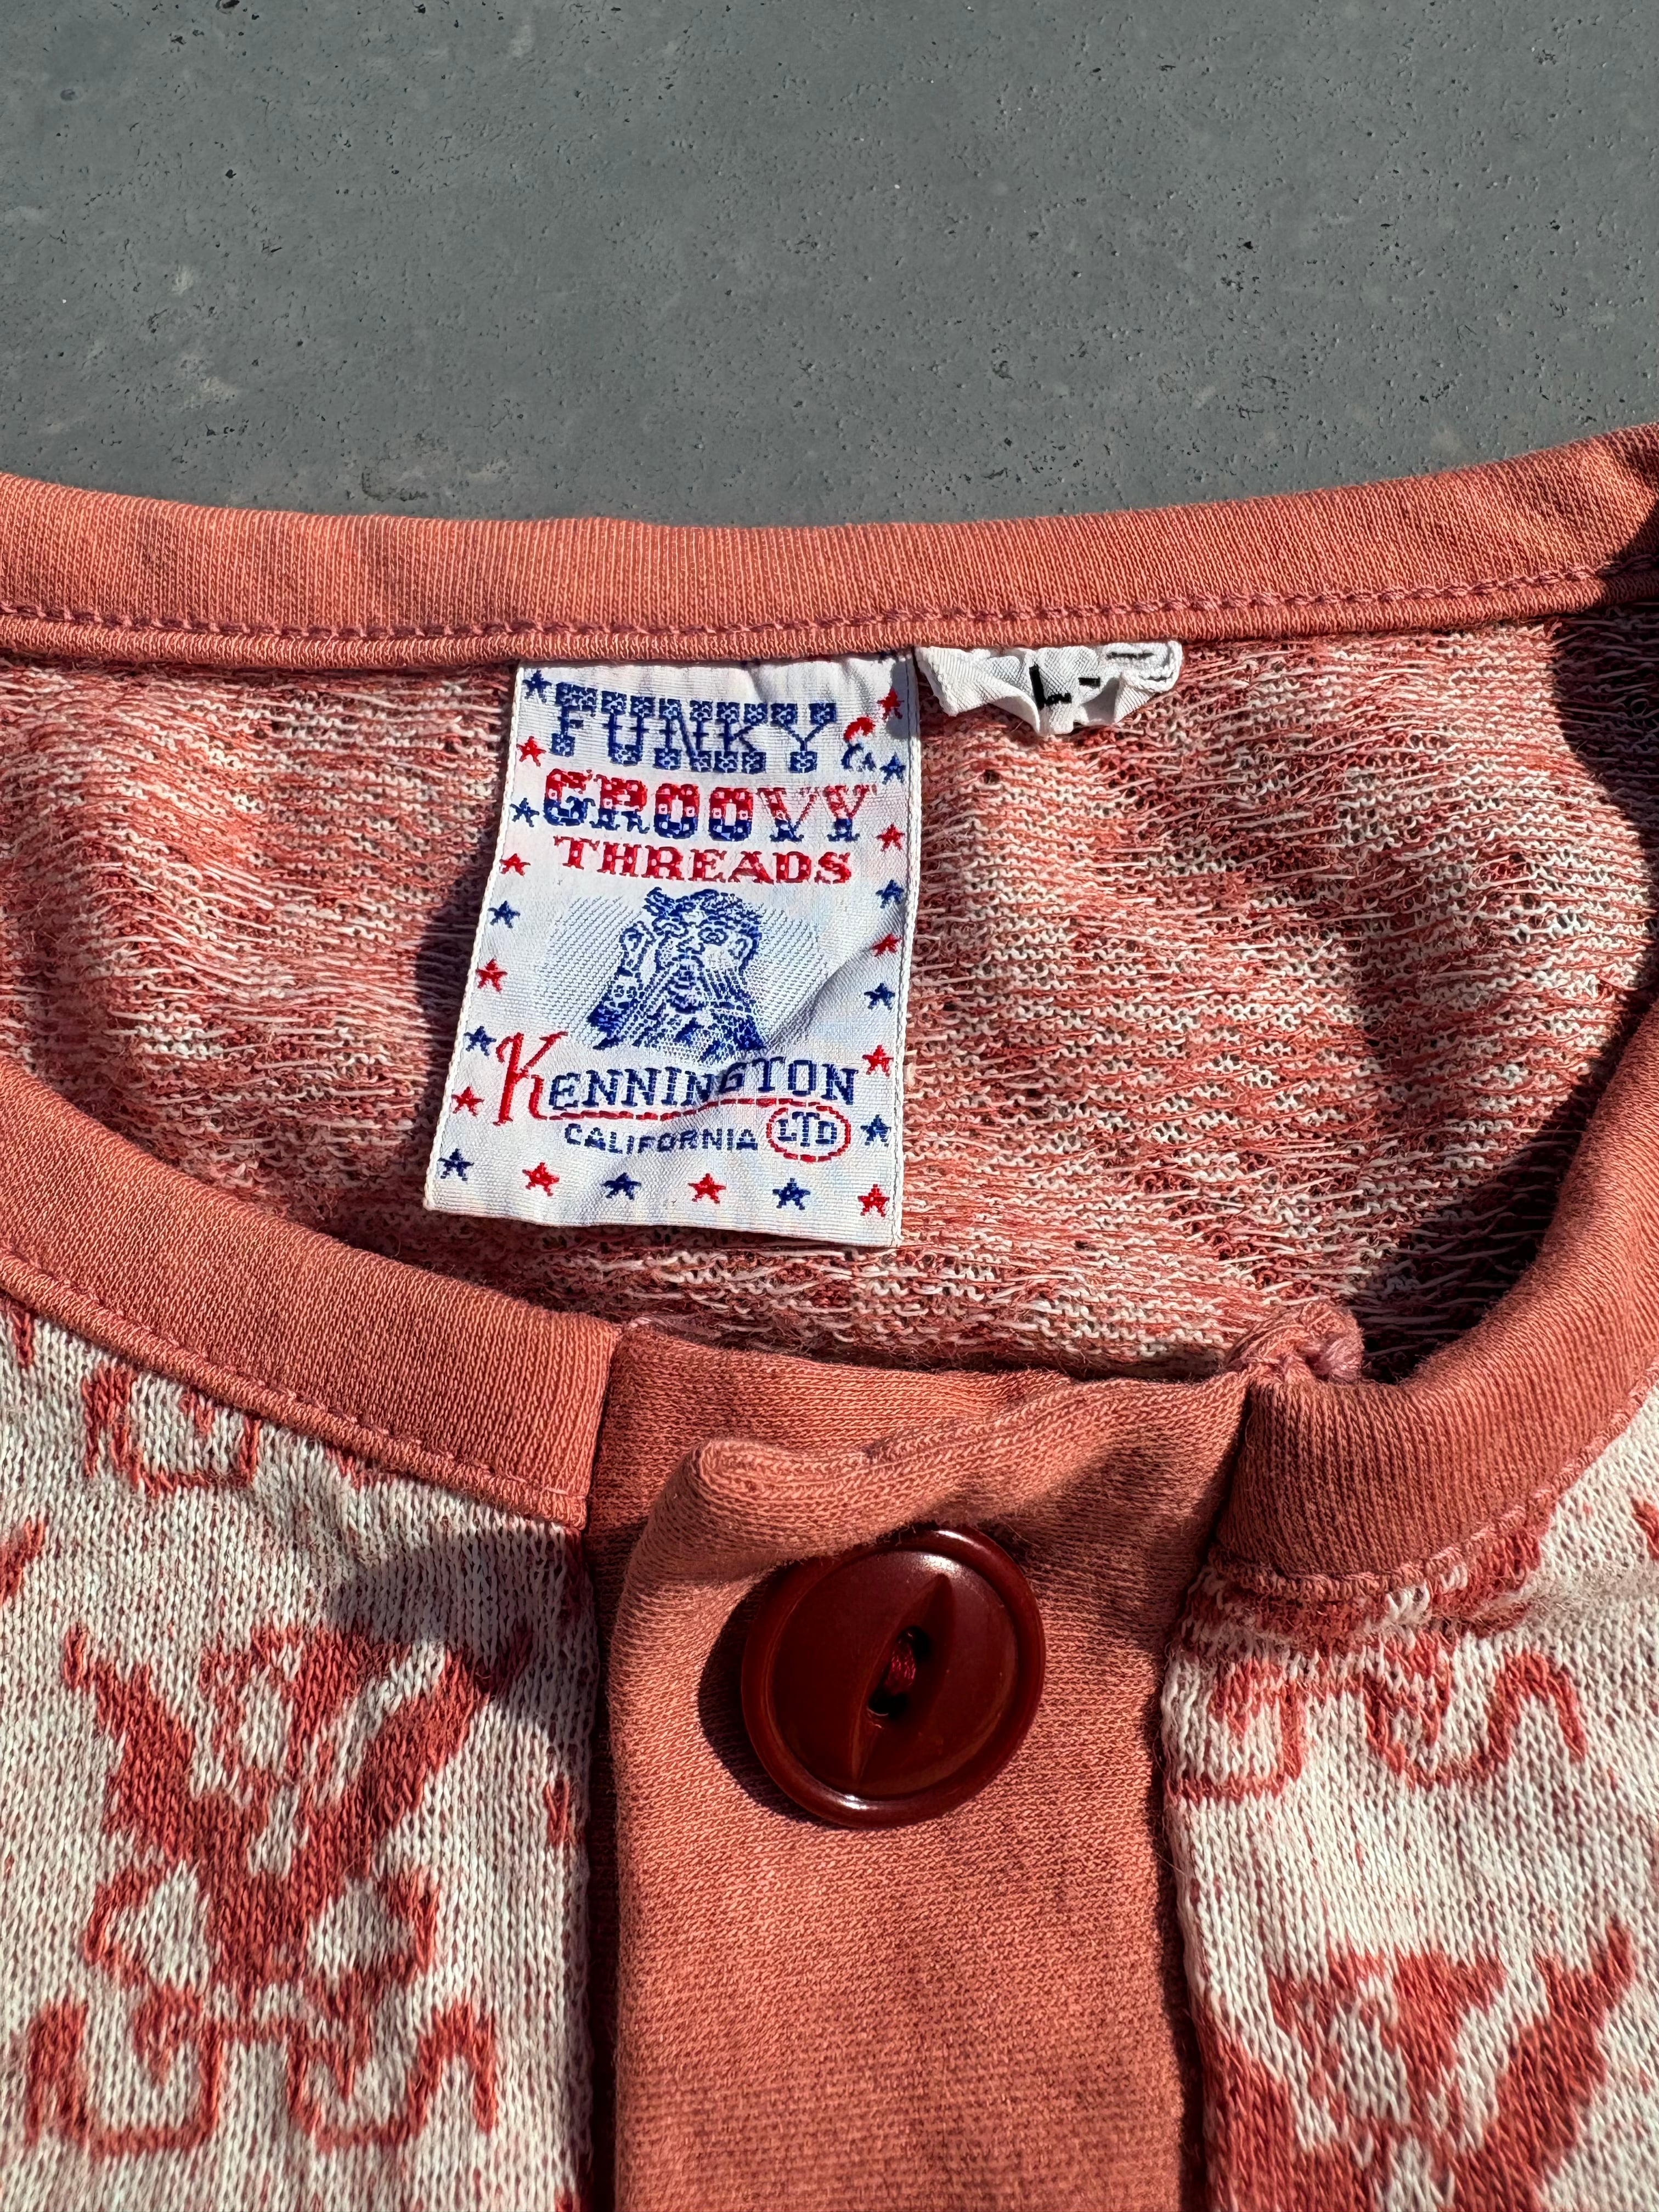 FUNKY &
GROOVY
THREADS
KENNINGTON
CALIFORNIA LTD
L-